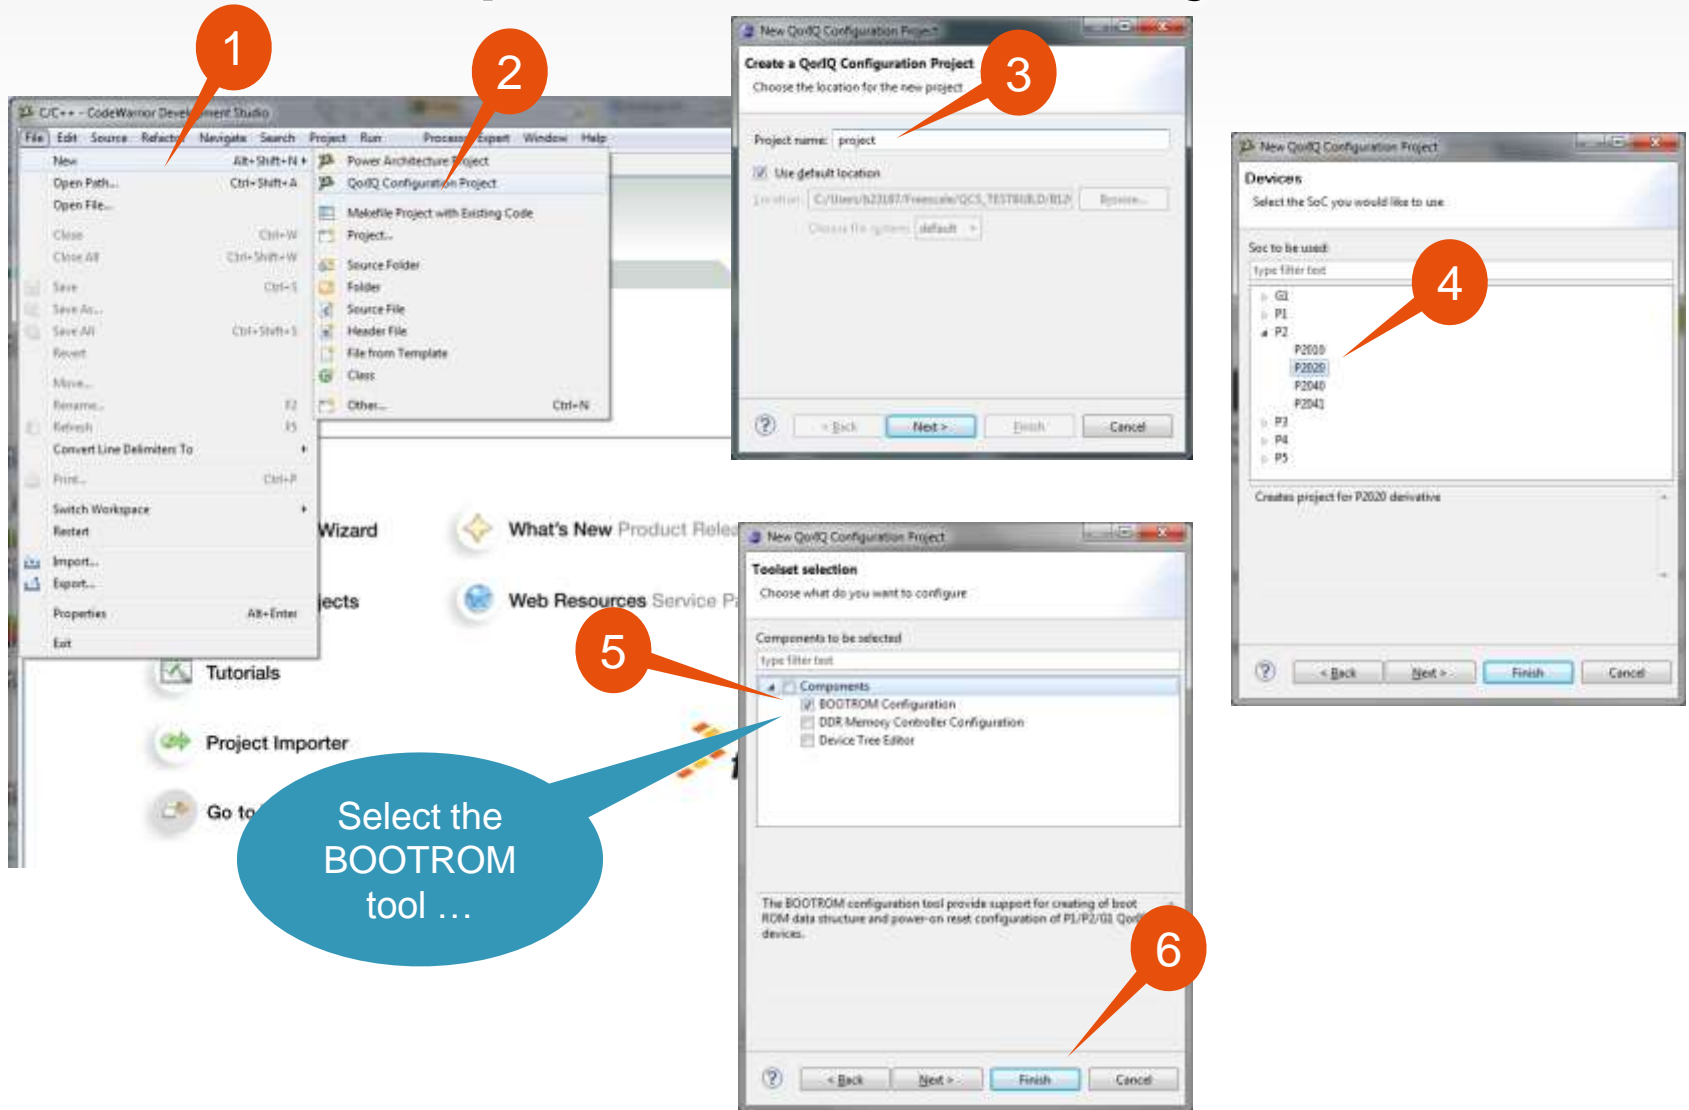 1
2
3
4
5
6
C/C++ - CodeWarrior Development Studio
File Edit Source Refactor Navigate Search Project Run Processor Expert Window Help
New Alt+Shift+N
Open Path... Ctrl+Shift+A
Open File...
Close Ctrl+W
Close All Ctrl+Shift+W
Save Ctrl+S
Save As...
Save All Ctrl+Shift+S
Revert
Move...
Rename... F2
Refresh F5
Convert Line Delimiters To
Print... Ctrl+P
Switch Workspace
Restart
Import...
Export...
Properties Alt+Enter
Exit
Power Architecture Project
QorIQ Configuration Project
Makefile Project with Existing Code
Project...
Source Folder
Folder
Source File
Header File
File from Template
Class
Other... Ctrl+N
Wizard
What's New Product Relea
jects
Web Resources Service Pa
Tutorials
Project Importer
Go to
Select the
BOOTROM
tool …
New QorIQ Configuration Project
Create a QorIQ Configuration Project
Choose the location for the new project
Project name: project
Use default location
Location: Browse...
Choose file system: default
< Back Next > Finish Cancel
New QorIQ Configuration Project
Devices
Select the SoC you would like to use
Soc to be used:
type filter text
G1
P1
P2
P2010
P2020
P2040
P2041
P3
P4
P5
Creates project for P2020 derivative
< Back Next > Finish Cancel
New QorIQ Configuration Project
Toolset selection
Choose what do you want to configure
Components to be selected
type filter text
Components
BOOTROM Configuration
DDR Memory Controller Configuration
Device Tree Editor
The BOOTROM configuration tool provide support for creating of boot
ROM data structure and power-on reset configuration of P1/P2/G1 QorIQ
devices.
< Back Next > Finish Cancel